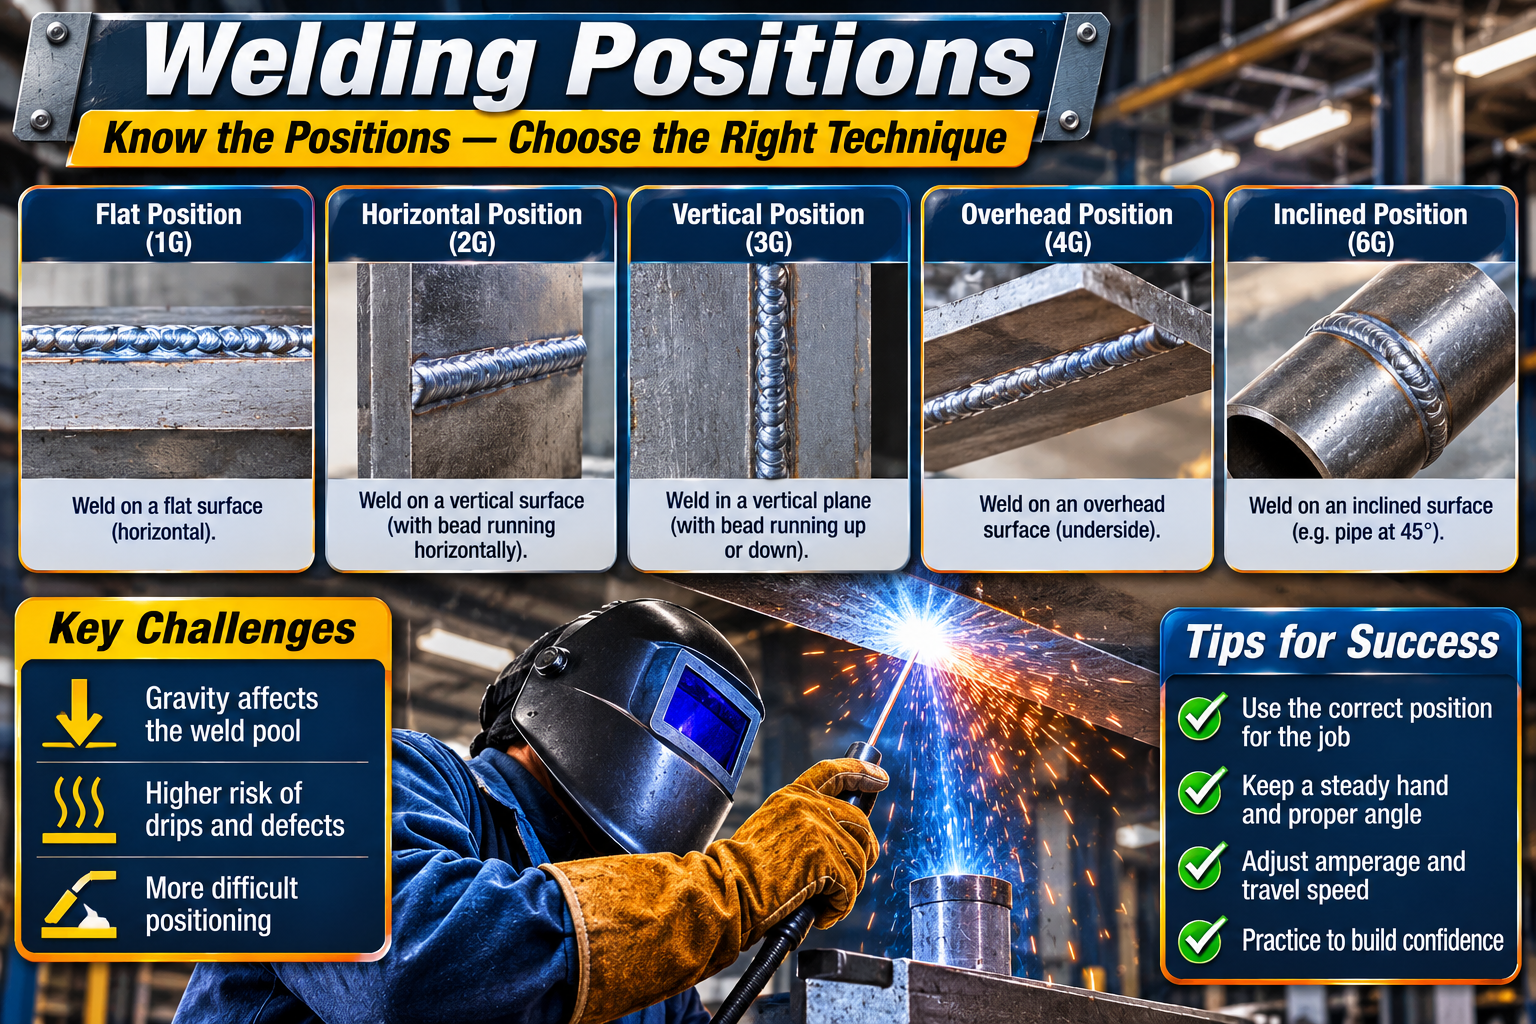 Welding Positions
Know the Positions — Choose the Right Technique
Flat Position
(1G)
Weld on a flat surface
(horizontal).
Horizontal Position
(2G)
Weld on a vertical surface
(with bead running
horizontally).
Vertical Position
(3G)
Weld in a vertical plane
(with bead running up
or down).
Overhead Position
(4G)
Weld on an overhead
surface (underside).
Inclined Position
(6G)
Weld on an inclined surface
(e.g. pipe at 45°).
Key Challenges
Gravity affects
the weld pool
Higher risk of
drips and defects
More difficult
positioning
Tips for Success
Use the correct position
for the job
Keep a steady hand
and proper angle
Adjust amperage and
travel speed
Practice to build confidence